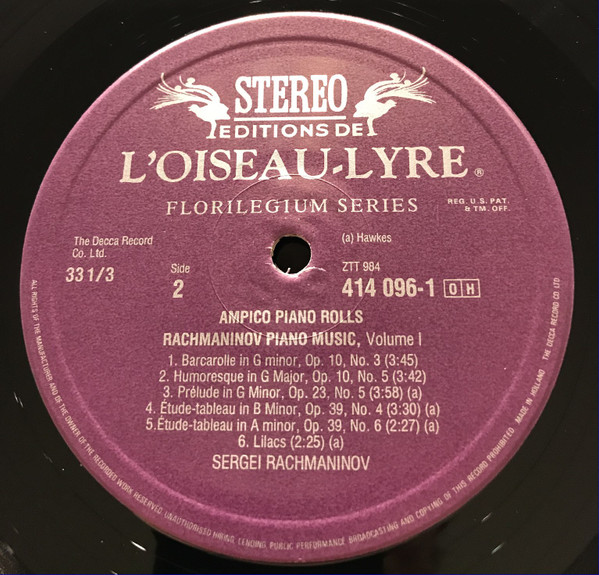 STEREO
EDITIONS DE
L'OISEAU-LYRE ®
FLORILEGIUM SERIES
REG. U.S. PAT.
& TM. OFF.
The Decca Record
Co. Ltd.
(a) Hawkes
33 1/3
Side
2
ZTT 984
414 096-1 OH
AMPICO PIANO ROLLS
RACHMANINOV PIANO MUSIC, Volume I
1. Barcarolle in G minor, Op. 10, No. 3 (3:45)
2. Humoresque in G Major, Op. 10, No. 5 (3:42)
3. Prélude in G Minor, Op. 23, No. 5 (3:58) (a)
4. Étude-tableau in B Minor, Op. 39, No. 4 (3:30) (a)
5. Étude-tableau in A minor, Op. 39, No. 6 (2:27) (a)
6. Lilacs (2:25) (a)
SERGEI RACHMANINOV
ALL RIGHTS OF THE MANUFACTURER AND OF THE OWNER OF THE RECORDED WORK RESERVED. UNAUTHORISED HIRING, LENDING, PUBLIC PERFORMANCE, BROADCASTING AND COPYING OF THIS RECORD PROHIBITED. MADE IN HOLLAND THE DECCA RECORD CO LTD